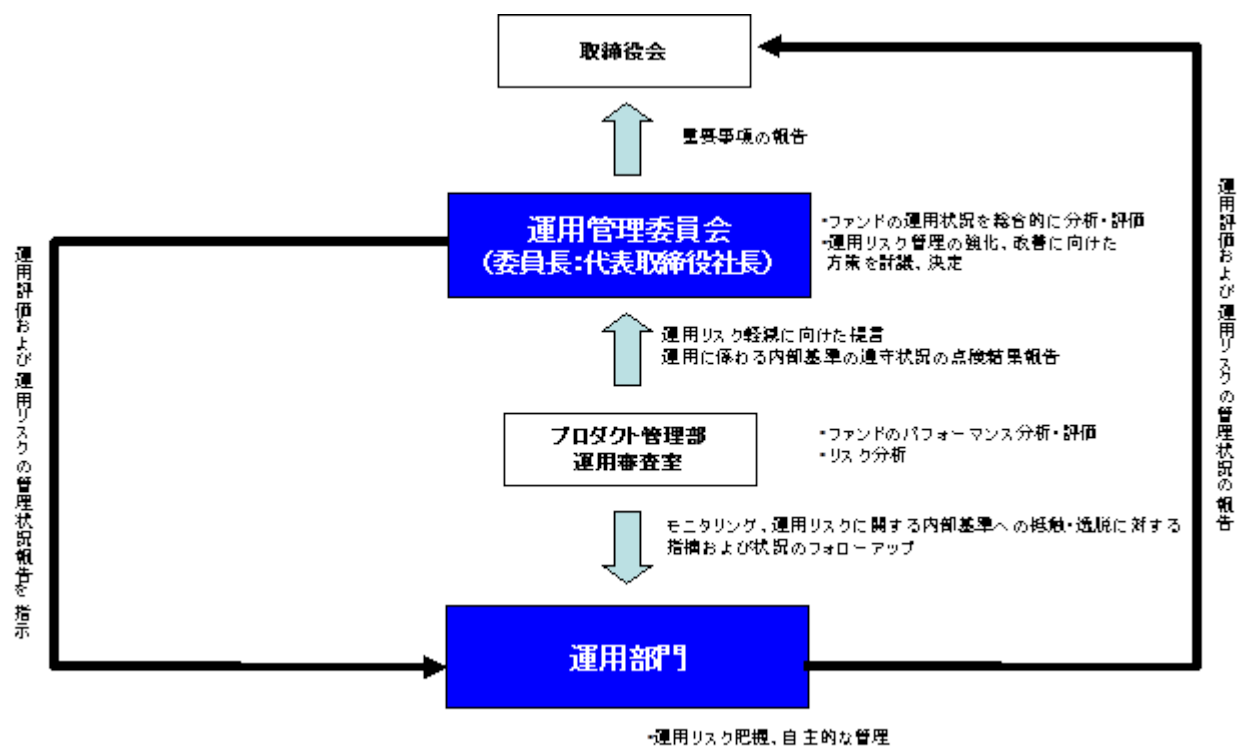 取締役会
重要事項の報告
運用管理委員会
(委員長:代表取締役社長)
・ファンドの運用状況を総合的に分析・評価
・運用リスク管理の強化、改善に向けた
方策を討議、決定
運用リスク軽減に向けた提言
運用に係わる内部基準の遵守状況の点検結果報告
プロダクト管理部
運用審査室
・ファンドのパフォーマンス分析・評価
・リスク分析
モニタリング、運用リスクに関する内部基準への抵触・逸脱に対する
指摘および状況のフォローアップ
運用部門
・運用リスク把握、自主的な管理
運用評価および運用リスクの管理状況報告を指示
運用評価および運用リスクの管理状況の報告